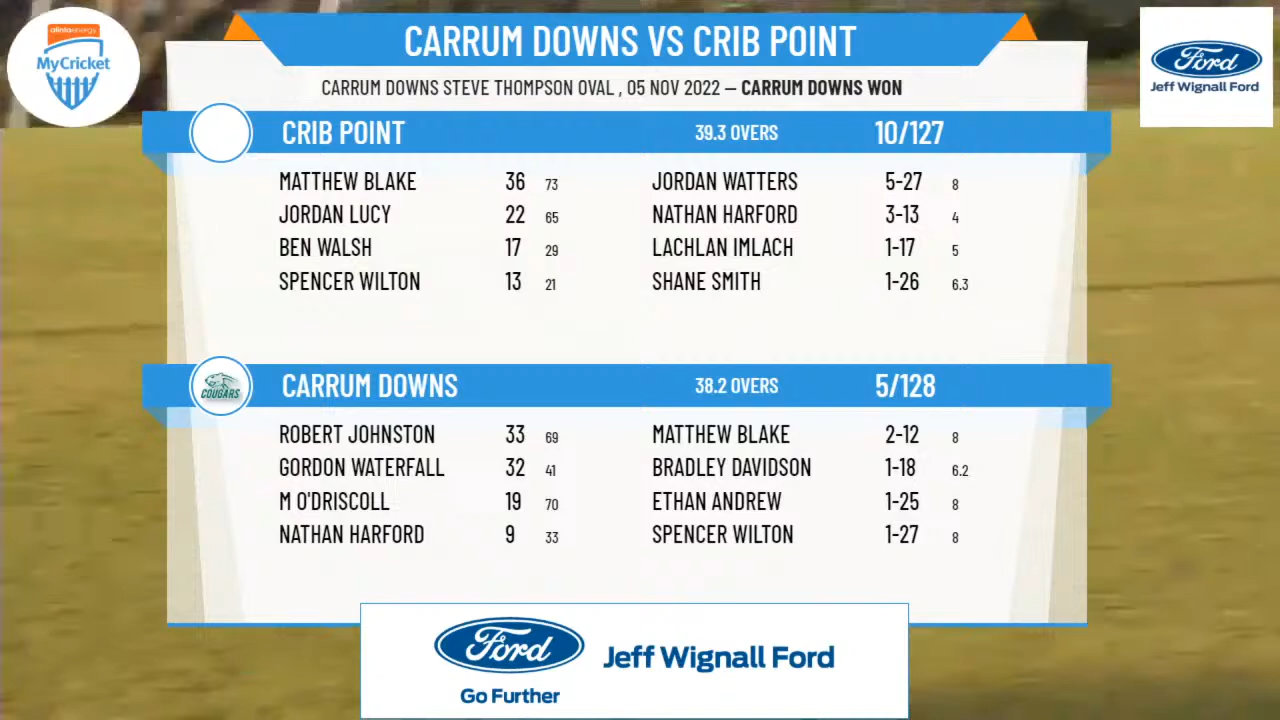 alintaenergy
MyCricket
CARRUM DOWNS VS CRIB POINT
Ford
Jeff Wignall Ford
CARRUM DOWNS STEVE THOMPSON OVAL , 05 NOV 2022 – CARRUM DOWNS WON
CRIB POINT 39.3 OVERS 10/127
MATTHEW BLAKE 36 73 JORDAN WATTERS 5-27 8
JORDAN LUCY 22 65 NATHAN HARFORD 3-13 4
BEN WALSH 17 29 LACHLAN IMLACH 1-17 5
SPENCER WILTON 13 21 SHANE SMITH 1-26 6.3
COUGARS
CARRUM DOWNS 38.2 OVERS 5/128
ROBERT JOHNSTON 33 69 MATTHEW BLAKE 2-12 8
GORDON WATERFALL 32 41 BRADLEY DAVIDSON 1-18 6.2
M O'DRISCOLL 19 70 ETHAN ANDREW 1-25 8
NATHAN HARFORD 9 33 SPENCER WILTON 1-27 8
Ford
Jeff Wignall Ford
Go Further